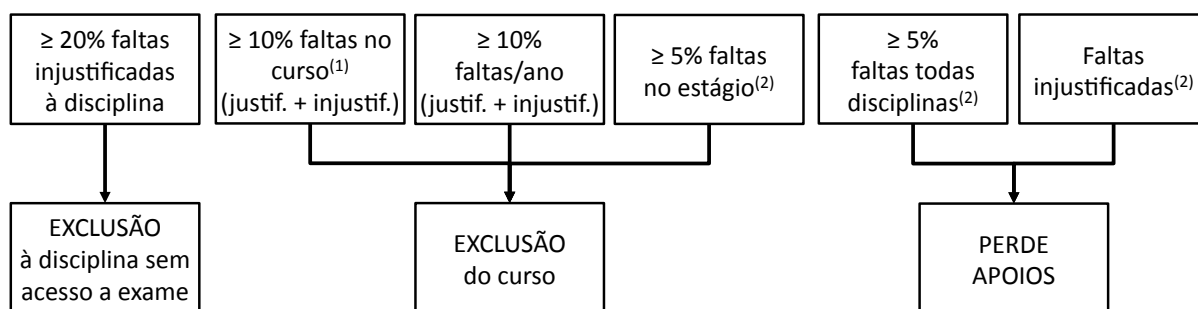 ≥ 20% faltas
injustificadas
à disciplina
≥ 10% faltas no
curso(1)
(justif. + injustif.)
≥ 10%
faltas/ano
(justif. + injustif.)
≥ 5% faltas
no estágio(2)
≥ 5%
faltas todas
disciplinas(2)
Faltas
injustificadas(2)
EXCLUSÃO
à disciplina sem
acesso a exame
EXCLUSÃO
do curso
PERDE
APOIOS